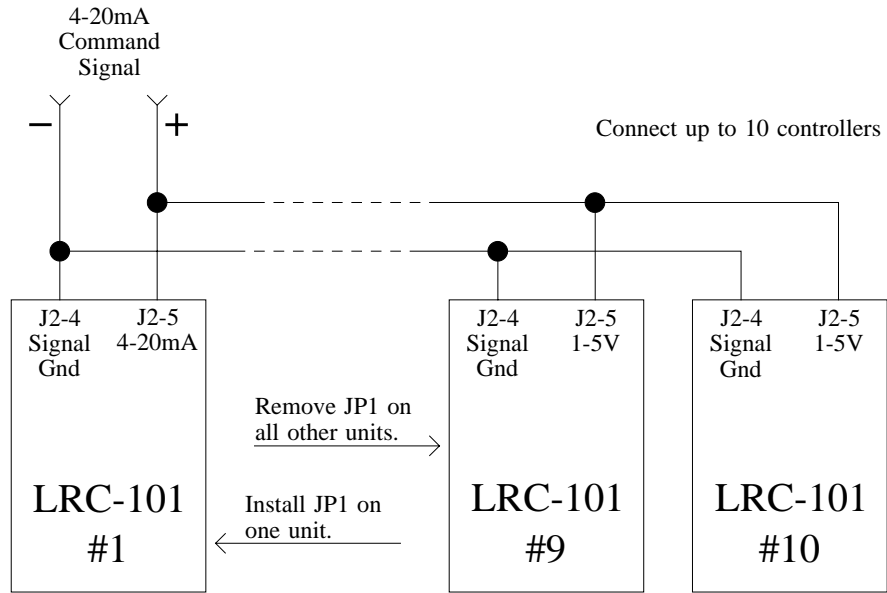 4-20mA
Command
Signal
− +
Connect up to 10 controllers
J2-4 J2-5
Signal 4-20mA
Gnd
J2-4 J2-5
Signal 1-5V
Gnd
J2-4 J2-5
Signal 1-5V
Gnd
Remove JP1 on
all other units.
Install JP1 on
one unit.
LRC-101
#1
LRC-101
#9
LRC-101
#10